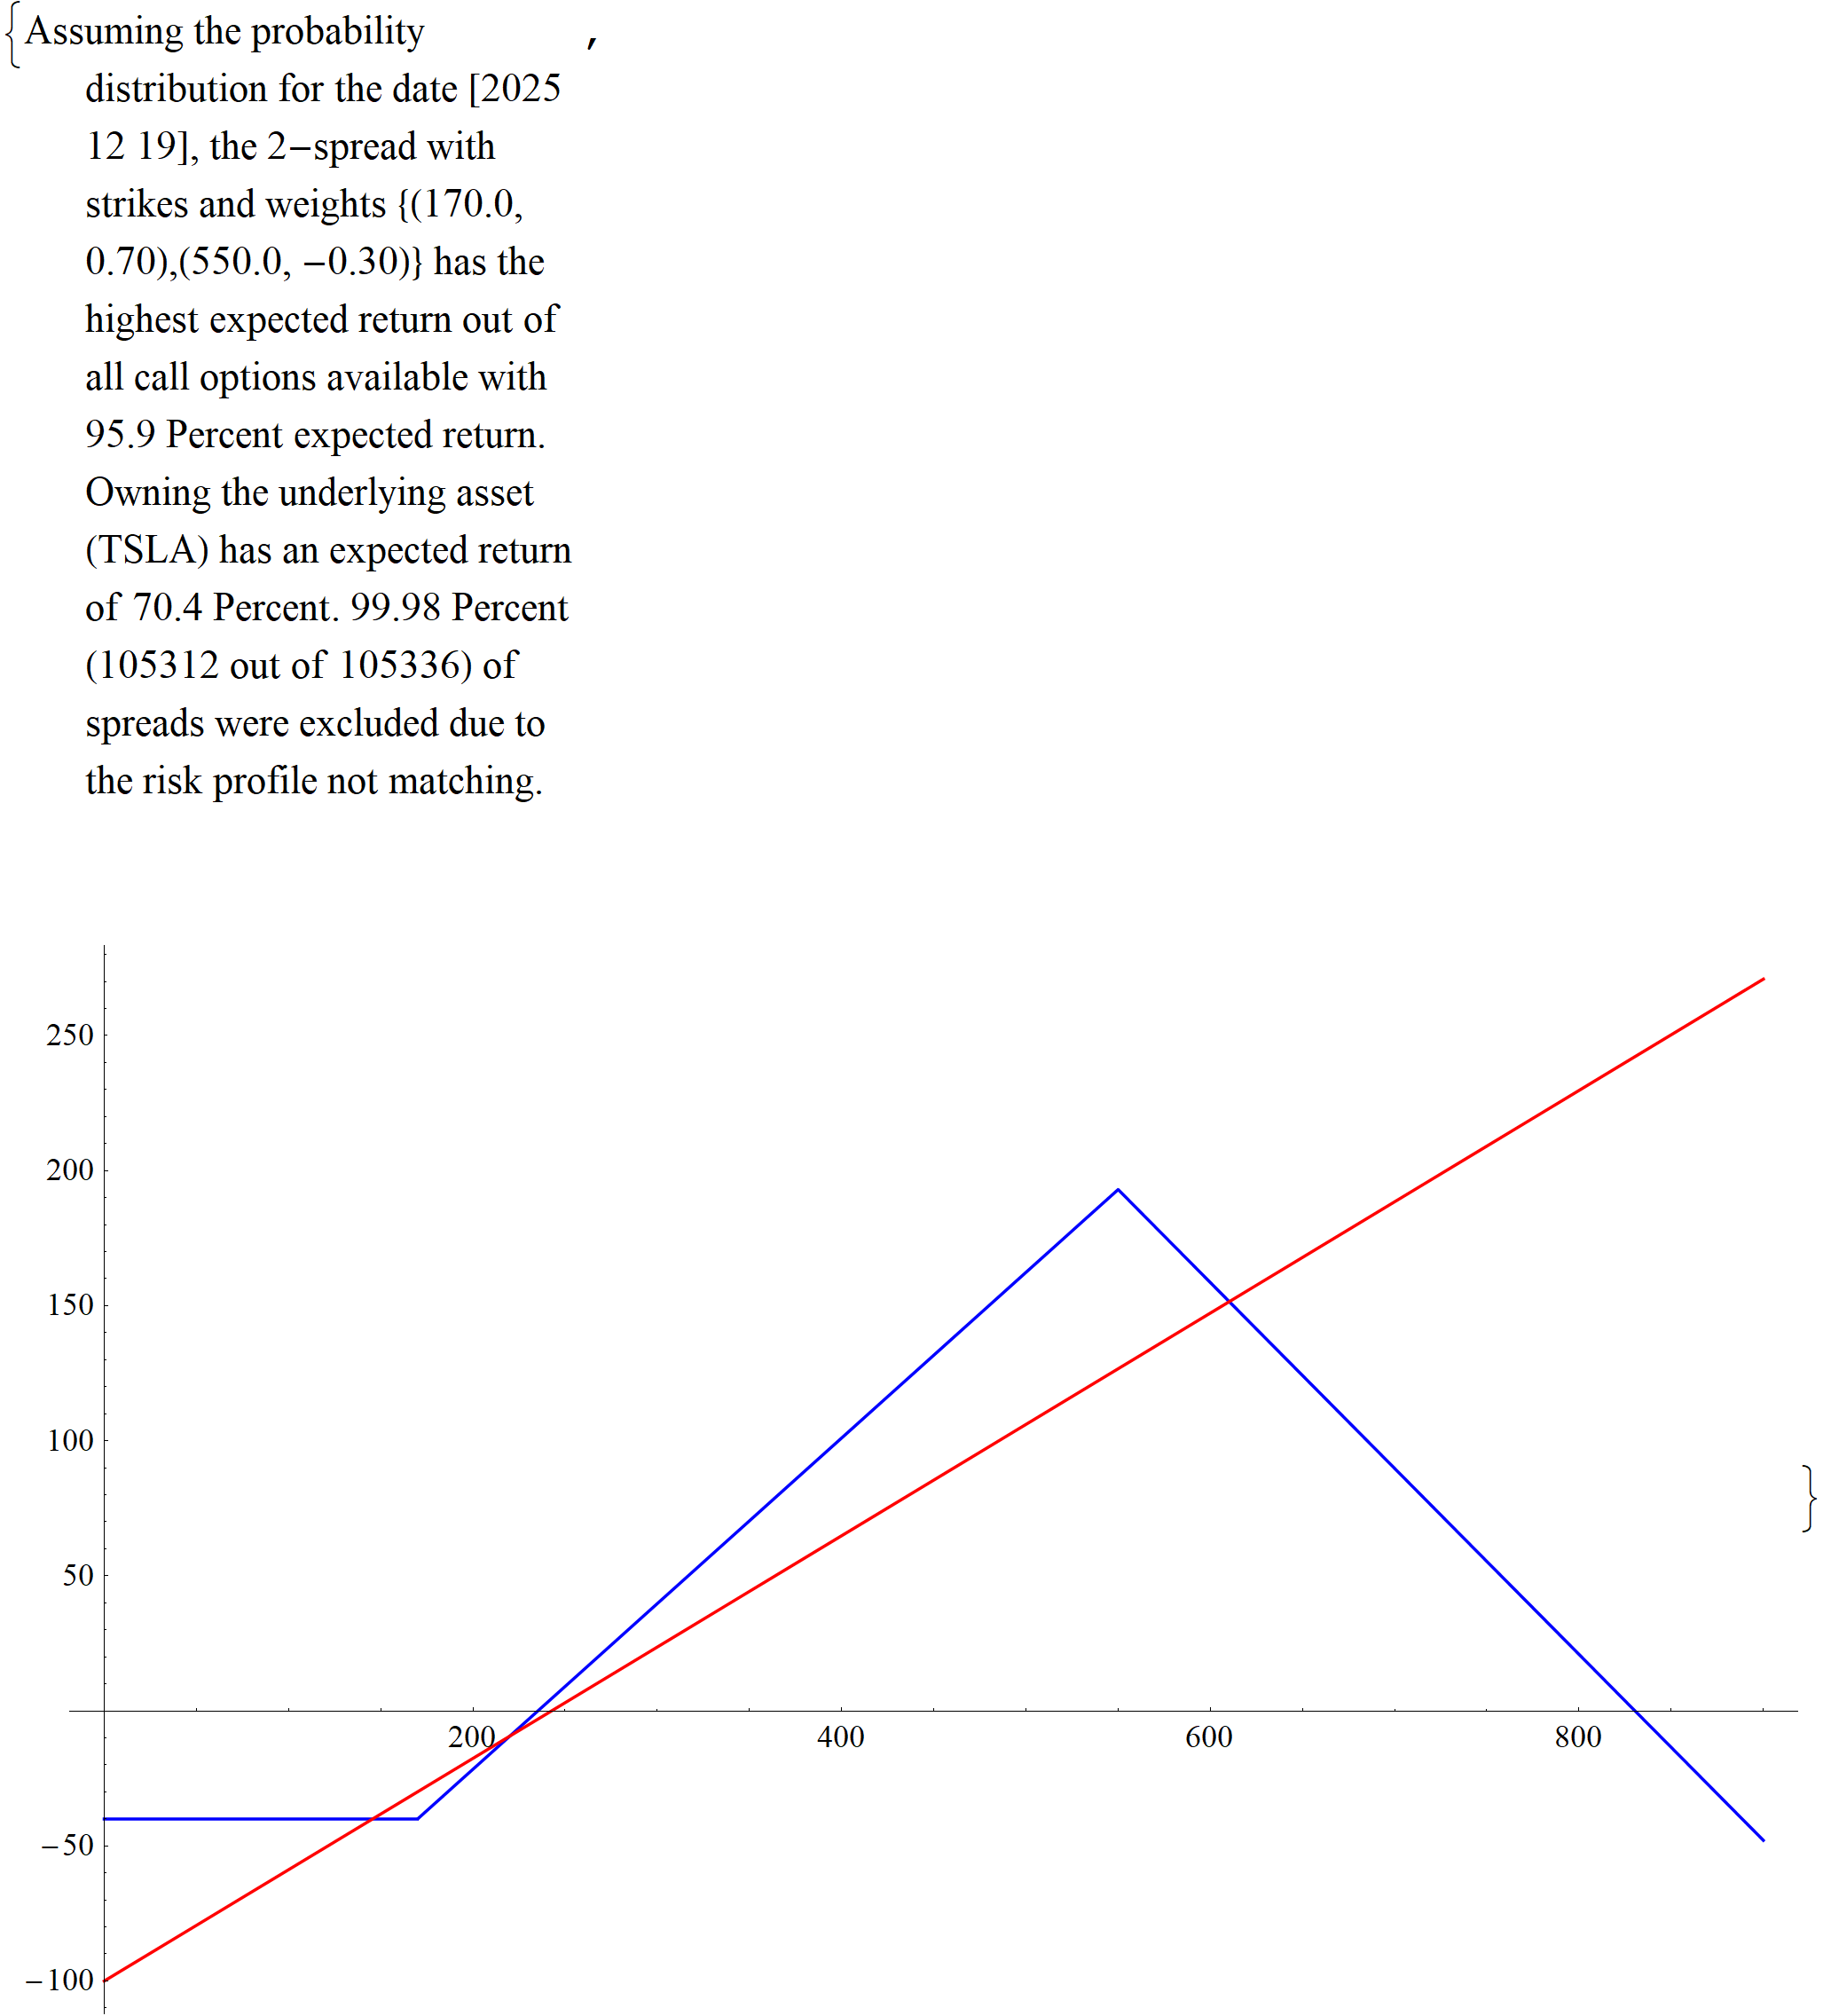 {Assuming the probability ,
distribution for the date [2025
12 19], the 2−spread with
strikes and weights {(170.0,
0.70),(550.0, −0.30)} has the
highest expected return out of
all call options available with
95.9 Percent expected return.
Owning the underlying asset
(TSLA) has an expected return
of 70.4 Percent. 99.98 Percent
(105312 out of 105336) of
spreads were excluded due to
the risk profile not matching.
250
200
150
100
50
200 400 600 800
−50
−100
}